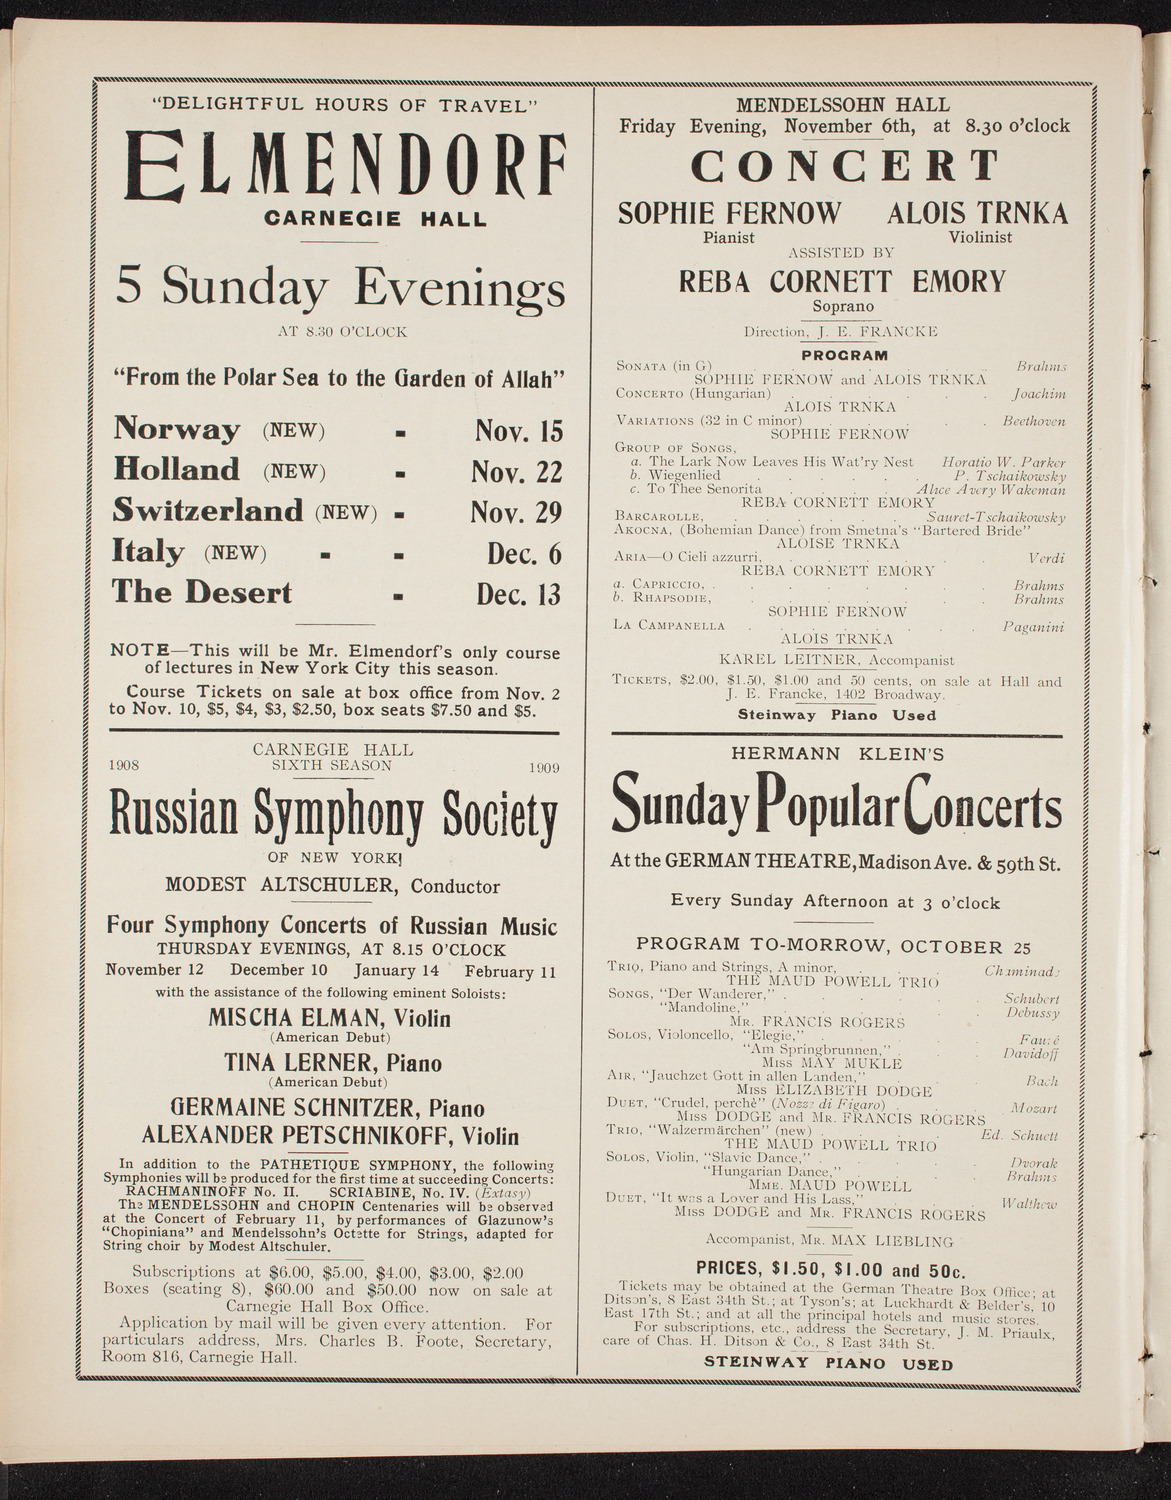 "DELIGHTFUL HOURS OF TRAVEL"
ELMENDORF
CARNEGIE HALL
5 Sunday Evenings
AT 8.30 O'CLOCK
"From the Polar Sea to the Garden of Allah"
Norway (NEW) - Nov. 15
Holland (NEW) - Nov. 22
Switzerland (NEW) - Nov. 29
Italy (NEW) - - Dec. 6
The Desert - Dec. 13
NOTE—This will be Mr. Elmendorf's only course
of lectures in New York City this season.
Course Tickets on sale at box office from Nov. 2
to Nov. 10, $5, $4, $3, $2.50, box seats $7.50 and $5.
CARNEGIE HALL
1908 SIXTH SEASON 1909
Russian Symphony Society
OF NEW YORK!
MODEST ALTSCHULER, Conductor
Four Symphony Concerts of Russian Music
THURSDAY EVENINGS, AT 8.15 O'CLOCK
November 12 December 10 January 14 February 11
with the assistance of the following eminent Soloists:
MISCHA ELMAN, Violin
(American Debut)
TINA LERNER, Piano
(American Debut)
GERMAINE SCHNITZER, Piano
ALEXANDER PETSCHNIKOFF, Violin
In addition to the PATHETIQUE SYMPHONY, the following
Symphonies will be produced for the first time at succeeding Concerts:
RACHMANINOFF No. II. SCRIABINE, No. IV. (Extasy)
The MENDELSSOHN and CHOPIN Centenaries will be observed
at the Concert of February 11, by performances of Glazunow's
"Chopiniana" and Mendelssohn's Octette for Strings, adapted for
String choir by Modest Altschuler.
Subscriptions at $6.00, $5.00, $4.00, $3.00, $2.00
Boxes (seating 8), $60.00 and $50.00 now on sale at
Carnegie Hall Box Office.
Application by mail will be given every attention. For
particulars address, Mrs. Charles B. Foote, Secretary,
Room 816, Carnegie Hall.
MENDELSSOHN HALL
Friday Evening, November 6th, at 8.30 o'clock
CONCERT
SOPHIE FERNOW ALOIS TRNKA
Pianist Violinist
ASSISTED BY
REBA CORNETT EMORY
Soprano
Direction, J. E. FRANCKE
PROGRAM
SONATA (in G) . . . . . Brahms
SOPHIE FERNOW and ALOIS TRNKA
CONCERTO (Hungarian) . . . . . . Joachim
ALOIS TRNKA
VARIATIONS (32 in C minor) . . . . . Beethoven
SOPHIE FERNOW
GROUP OF SONGS,
a. The Lark Now Leaves His Wat'ry Nest Horatio W. Parker
b. Wiegenlied . . . . . . P. Tschaikowsky
c. To Thee Senorita . . . . Alice Avery Wakeman
REBA CORNETT EMORY
BARCAROLLE, . . . . . . Sauret-Tschaikowsky
AKOCNA, (Bohemian Dance) from Smetna's "Bartered Bride"
ALOISE TRNKA
ARIA—O Cieli azzurri, . . . . . . Verdi
REBA CORNETT EMORY
a. CAPRICCIO, . . . . . . . Brahms
b. RHAPSODIE, . . . . . . Brahms
SOPHIE FERNOW
LA CAMPANELLA . . . . . . Paganini
ALOIS TRNKA
KAREL LEITNER, Accompanist
TICKETS, $2.00, $1.50, $1.00 and 50 cents, on sale at Hall and
J. E. Francke, 1402 Broadway.
Steinway Piano Used
HERMANN KLEIN'S
Sunday Popular Concerts
At the GERMAN THEATRE, Madison Ave. & 59th St.
Every Sunday Afternoon at 3 o'clock
PROGRAM TO-MORROW, OCTOBER 25
TRIO, Piano and Strings, A minor, . . . Chaminade
THE MAUD POWELL TRIO
SONGS, "Der Wanderer," . . . . . Schubert
"Mandoline," . . . . . Debussy
MR. FRANCIS ROGERS
SOLOS, Violoncello, "Elegie," . . . . Fauré
"Am Springbrunnen," . . . Davidoff
MISS MAY MUKLE
AIR, "Jauchzet Gott in allen Landen," . . . Bach
MISS ELIZABETH DODGE
DUET, "Crudel, perchè" (Nozze di Figaro) . . . Mozart
MISS DODGE and MR. FRANCIS ROGERS
TRIO, "Walzermärchen" (new) . . . . Ed. Schuett
THE MAUD POWELL TRIO
SOLOS, Violin, "Slavic Dance," . . . . Dvorak
"Hungarian Dance," . . . Brahms
MME. MAUD POWELL
DUET, "It was a Lover and His Lass," . . . Walthew
MISS DODGE and MR. FRANCIS ROGERS
Accompanist, MR. MAX LIEBLING
PRICES, $1.50, $1.00 and 50c.
Tickets may be obtained at the German Theatre Box Office; at
Ditson's, 8 East 34th St.; at Tyson's; at Luckhardt & Belder's, 10
East 17th St.; and at all the principal hotels and music stores.
For subscriptions, etc., address the Secretary, J. M. Priaulx,
care of Chas. H. Ditson & Co., 8 East 34th St.
STEINWAY PIANO USED